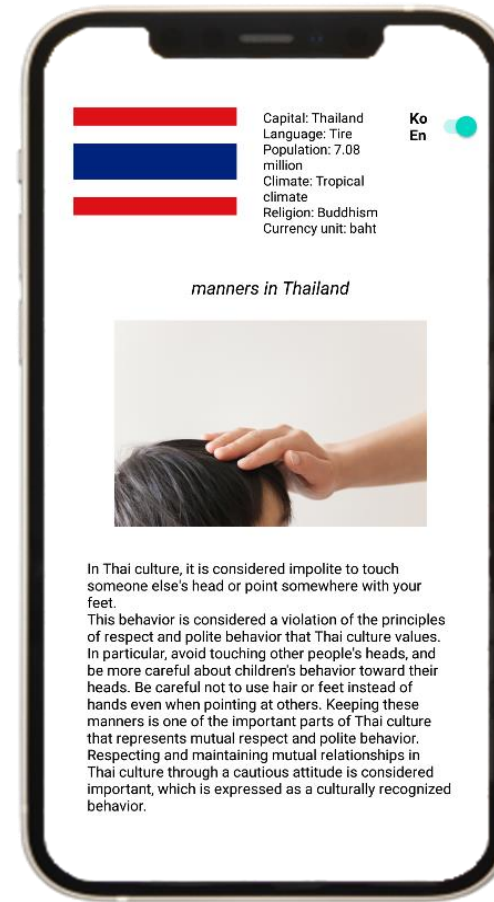 Capital: Thailand
Language: Tire
Population: 7.08
million
Climate: Tropical
climate
Religion: Buddhism
Currency unit: baht
Ko
En
manners in Thailand
In Thai culture, it is considered impolite to touch
someone else's head or point somewhere with your
feet.
This behavior is considered a violation of the principles
of respect and polite behavior that Thai culture values.
In particular, avoid touching other people's heads, and
be more careful about children's behavior toward their
heads. Be careful not to use hair or feet instead of
hands even when pointing at others. Keeping these
manners is one of the important parts of Thai culture
that represents mutual respect and polite behavior.
Respecting and maintaining mutual relationships in
Thai culture through a cautious attitude is considered
important, which is expressed as a culturally recognized
behavior.